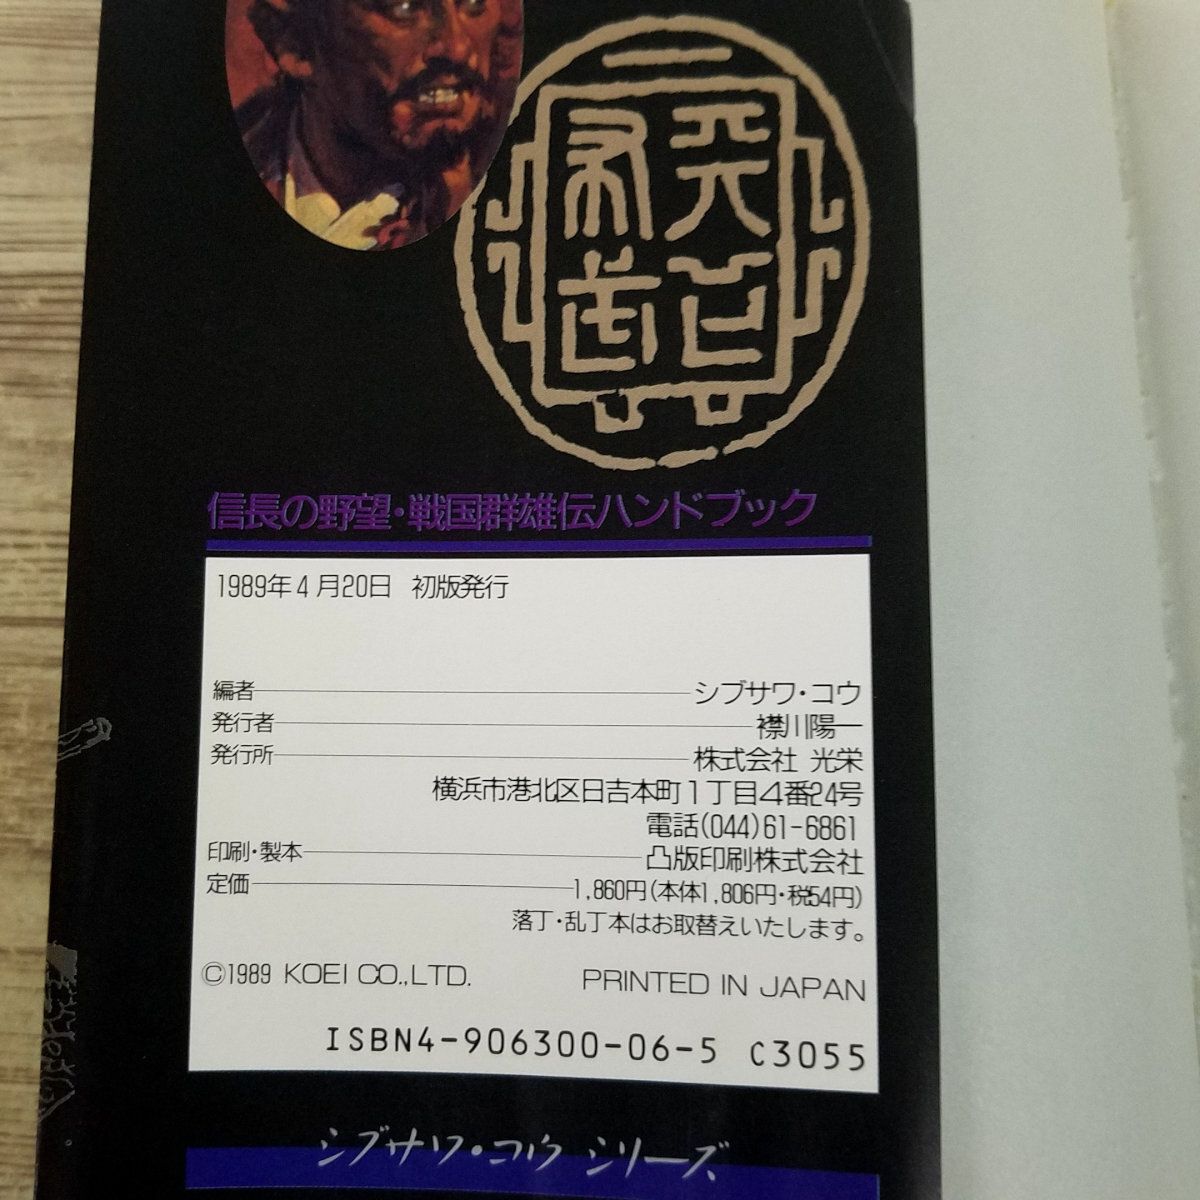 信長の野望・戦国群雄伝ハンドブック
1989年4月20日 初版発行
編者 シブサワ・コウ
発行者 襟川陽一
発行所 株式会社 光栄
横浜市港北区日吉本町1丁目4番24号
電話(044)61-6861
印刷・製本 凸版印刷株式会社
定価 1,860円(本体1,806円・税54円)
落丁・乱丁本はお取替えいたします。
©1989 KOEI CO.,LTD. PRINTED IN JAPAN
ISBN4-906300-06-5 C3055
シブサワ・コウ シリーズ